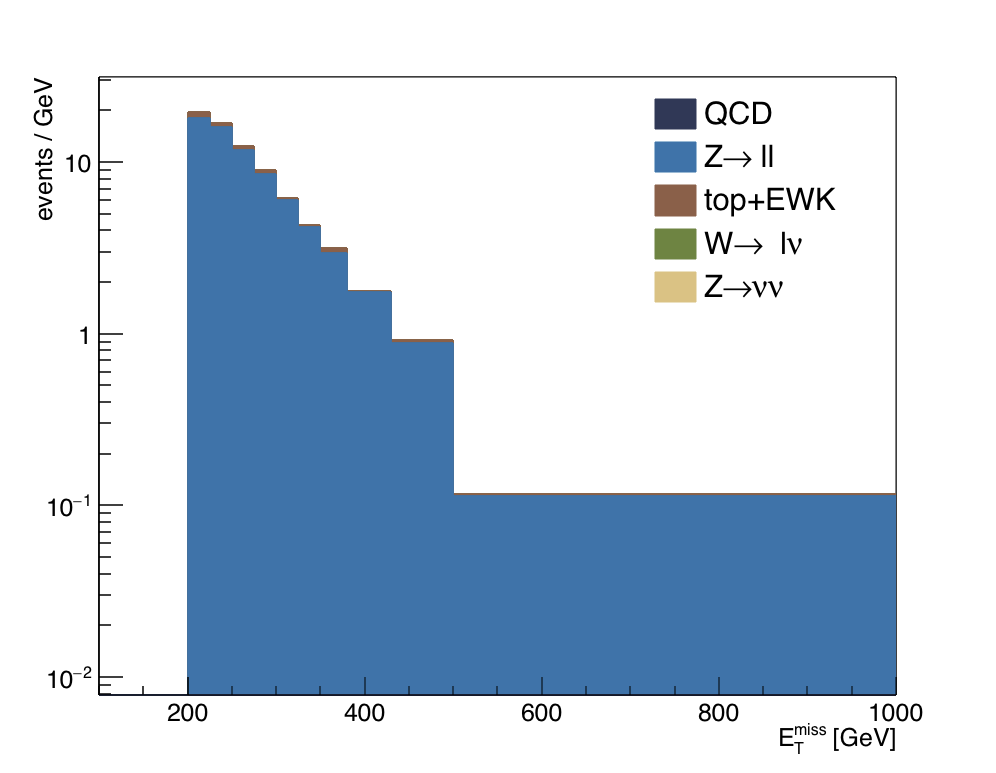 events / GeV
10
1
10⁻¹
10⁻²
QCD
Z→ ll
top+EWK
W→ lν
Z→νν
200 400 600 800 1000
E_T^miss [GeV]